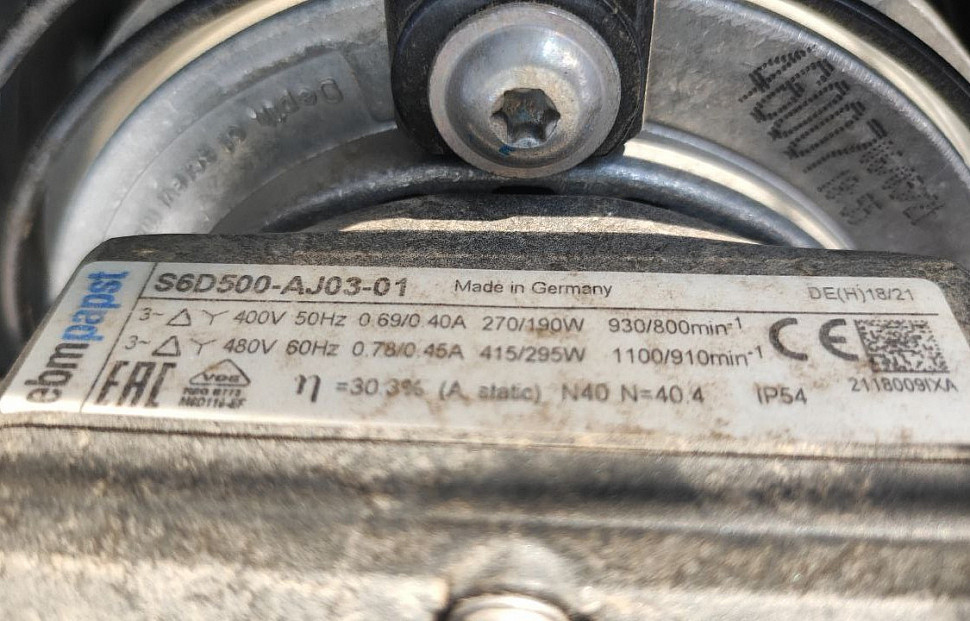 ebmpapst
S6D500-AJ03-01 Made in Germany DE(H)18/21
3~ △ Y 400V 50Hz 0.69/0.40A 270/190W 930/800min-1
3~ △ Y 480V 60Hz 0.78/0.45A 415/295W 1100/910min-1
CE
EAC VDE
η =30.3% (A, static) N40 N=40.4 IP54
2118009IXA
Depth